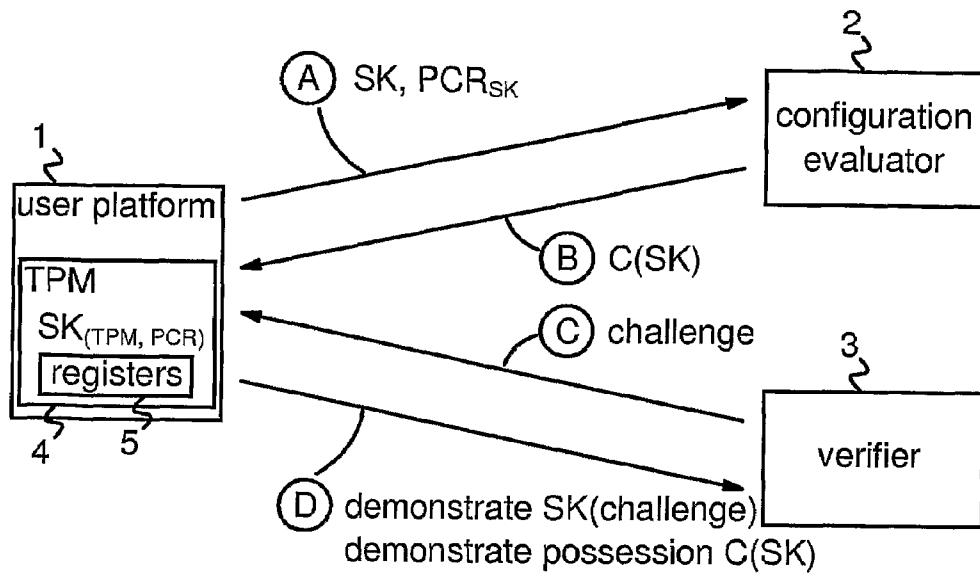 2
A SK, PCRSK
configuration
evaluator
1
user platform
B C(SK)
TPM
SK(TPM, PCR)
registers
C challenge
3
4
5
verifier
D demonstrate SK(challenge)
demonstrate possession C(SK)